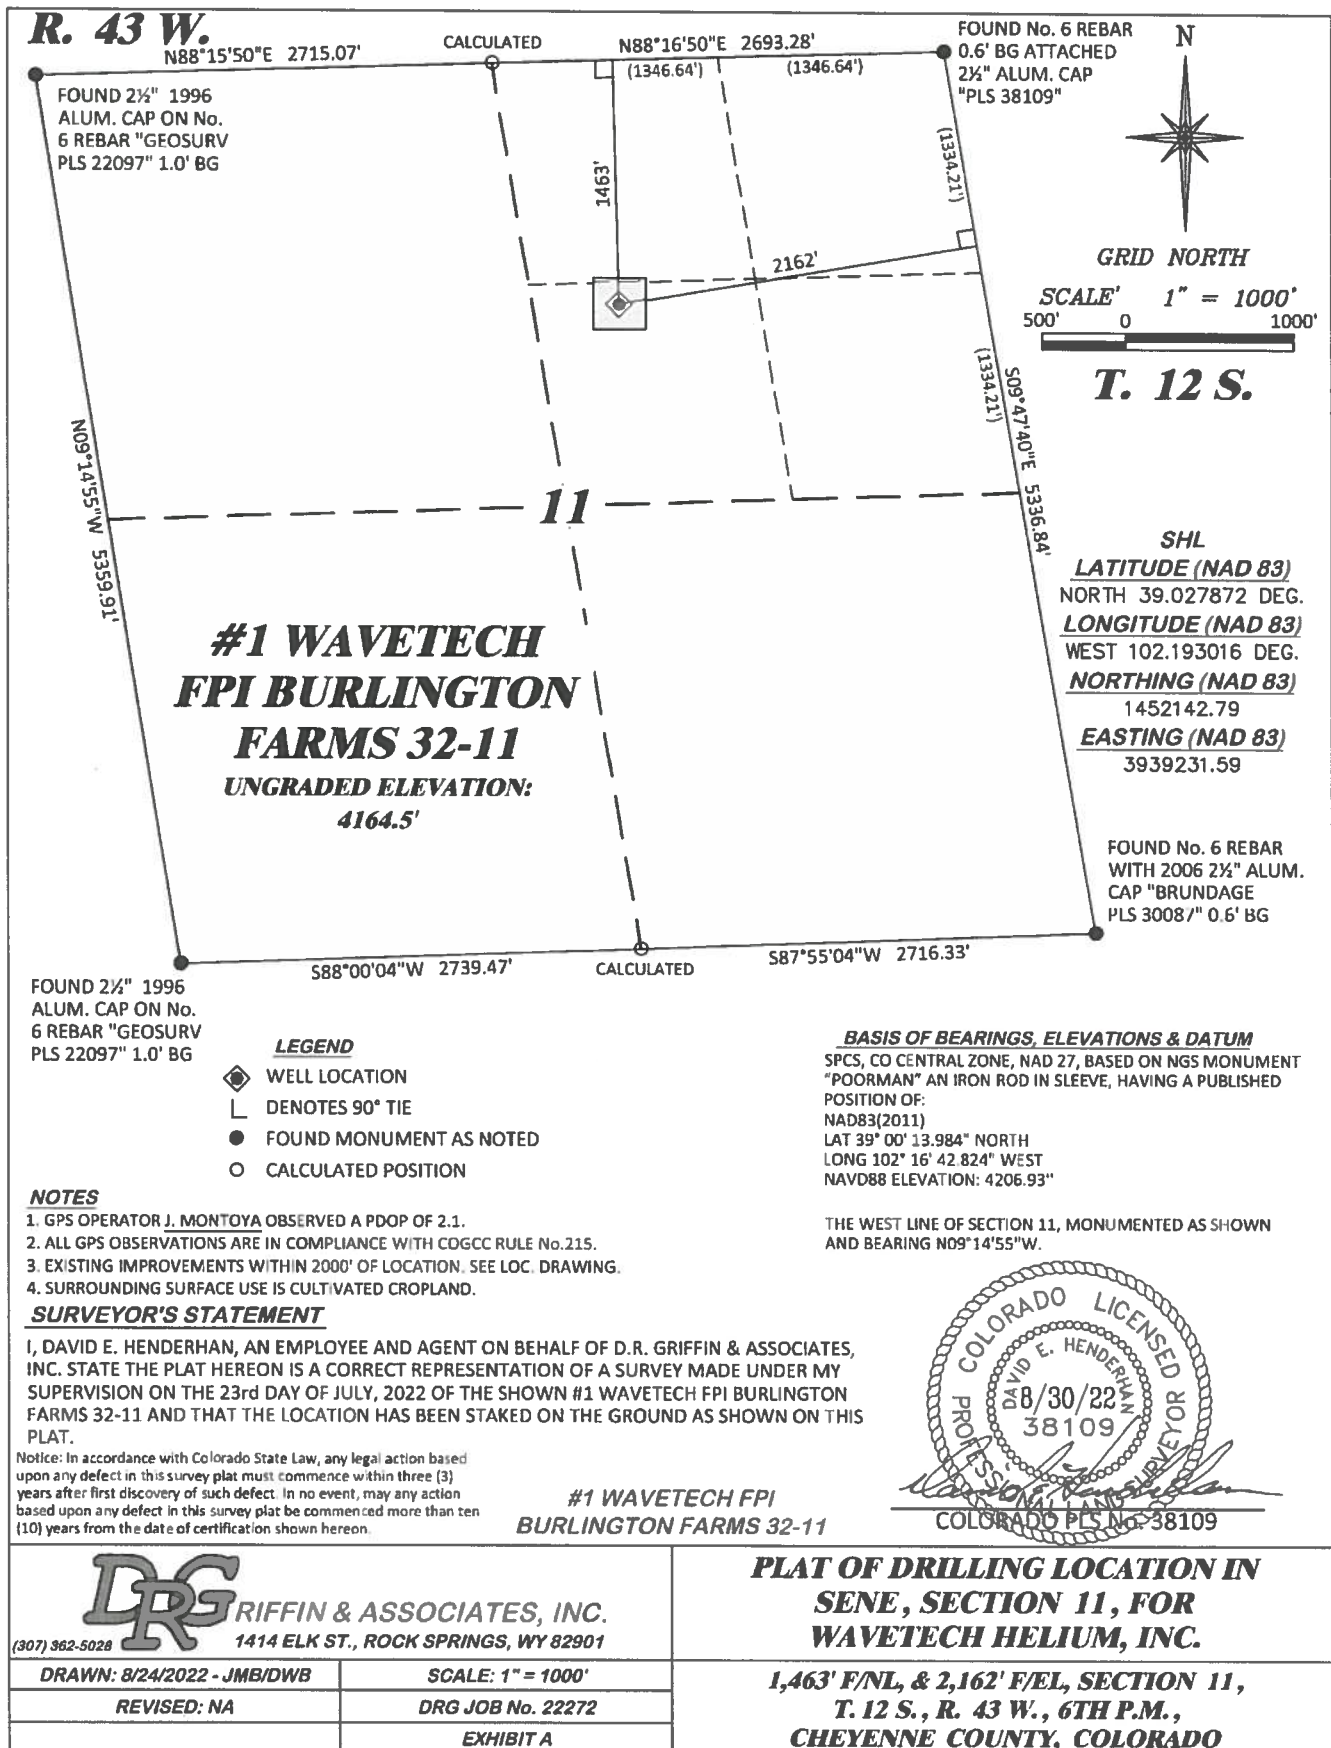 R. 43 W.
N88°15'50"E 2715.07'
CALCULATED
N88°16'50"E 2693.28'
(1346.64')
(1346.64')
FOUND No. 6 REBAR
0.6' BG ATTACHED
2½" ALUM. CAP
"PLS 38109"
N
FOUND 2½" 1996
ALUM. CAP ON No.
6 REBAR "GEOSURV
PLS 22097" 1.0' BG
1463'
(1334.21')
2162'
GRID NORTH
SCALE' 1" = 1000'
500' 0 1000'
T. 12 S.
(1334.21')
S09°47'40"E 5336.84'
N09°14'55"W 5359.91'
11
SHL
LATITUDE (NAD 83)
NORTH 39.027872 DEG.
LONGITUDE (NAD 83)
WEST 102.193016 DEG.
NORTHING (NAD 83)
1452142.79
EASTING (NAD 83)
3939231.59
#1 WAVETECH
FPI BURLINGTON
FARMS 32-11
UNGRADED ELEVATION:
4164.5'
FOUND No. 6 REBAR
WITH 2006 2½" ALUM.
CAP "BRUNDAGE
PLS 30087" 0.6' BG
S88°00'04"W 2739.47'
CALCULATED
S87°55'04"W 2716.33'
FOUND 2½" 1996
ALUM. CAP ON No.
6 REBAR "GEOSURV
PLS 22097" 1.0' BG
LEGEND
WELL LOCATION
DENOTES 90° TIE
FOUND MONUMENT AS NOTED
CALCULATED POSITION
BASIS OF BEARINGS, ELEVATIONS & DATUM
SPCS, CO CENTRAL ZONE, NAD 27, BASED ON NGS MONUMENT
"POORMAN" AN IRON ROD IN SLEEVE, HAVING A PUBLISHED
POSITION OF:
NAD83(2011)
LAT 39° 00' 13.984" NORTH
LONG 102° 16' 42.824" WEST
NAVD88 ELEVATION: 4206.93"
THE WEST LINE OF SECTION 11, MONUMENTED AS SHOWN
AND BEARING N09°14'55"W.
NOTES
1. GPS OPERATOR J. MONTOYA OBSERVED A PDOP OF 2.1.
2. ALL GPS OBSERVATIONS ARE IN COMPLIANCE WITH COGCC RULE No.215.
3. EXISTING IMPROVEMENTS WITHIN 2000' OF LOCATION. SEE LOC. DRAWING.
4. SURROUNDING SURFACE USE IS CULTIVATED CROPLAND.
SURVEYOR'S STATEMENT
I, DAVID E. HENDERHAN, AN EMPLOYEE AND AGENT ON BEHALF OF D.R. GRIFFIN & ASSOCIATES,
INC. STATE THE PLAT HEREON IS A CORRECT REPRESENTATION OF A SURVEY MADE UNDER MY
SUPERVISION ON THE 23rd DAY OF JULY, 2022 OF THE SHOWN #1 WAVETECH FPI BURLINGTON
FARMS 32-11 AND THAT THE LOCATION HAS BEEN STAKED ON THE GROUND AS SHOWN ON THIS
PLAT.
Notice: In accordance with Colorado State Law, any legal action based
upon any defect in this survey plat must commence within three (3)
years after first discovery of such defect. In no event, may any action
based upon any defect in this survey plat be commenced more than ten
(10) years from the date of certification shown hereon.
#1 WAVETECH FPI
BURLINGTON FARMS 32-11
COLORADO LICENSED
PROFESSIONAL LAND SURVEYOR
DAVID E. HENDERHAN
8/30/22
38109
COLORADO PLS No. 38109
DRG
RIFFIN & ASSOCIATES, INC.
(307) 362-5028
1414 ELK ST., ROCK SPRINGS, WY 82901
PLAT OF DRILLING LOCATION IN
SENE, SECTION 11, FOR
WAVETECH HELIUM, INC.
DRAWN: 8/24/2022 - JMB/DWB
SCALE: 1" = 1000'
REVISED: NA
DRG JOB No. 22272
EXHIBIT A
1,463' F/NL, & 2,162' F/EL, SECTION 11,
T. 12 S., R. 43 W., 6TH P.M.,
CHEYENNE COUNTY, COLORADO